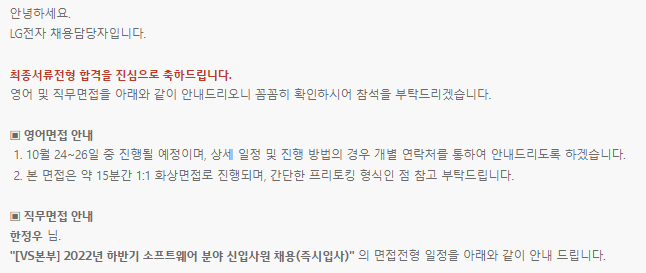 안녕하세요.
LG전자 채용담당자입니다.
최종서류전형 합격을 진심으로 축하드립니다.
영어 및 직무면접을 아래와 같이 안내드리오니 꼼꼼히 확인하시어 참석을 부탁드리겠습니다.
▣ 영어면접 안내
1. 10월 24~26일 중 진행될 예정이며, 상세 일정 및 진행 방법의 경우 개별 연락처를 통하여 안내드리도록 하겠습니다.
2. 본 면접은 약 15분간 1:1 화상면접로 진행되며, 간단한 프리토킹 형식인 점 참고 부탁드립니다.
▣ 직무면접 안내
한정우 님.
"[VS본부] 2022년 하반기 소프트웨어 분야 신입사원 채용(즉시입사)" 의 면접전형 일정을 아래와 같이 안내 드립니다.